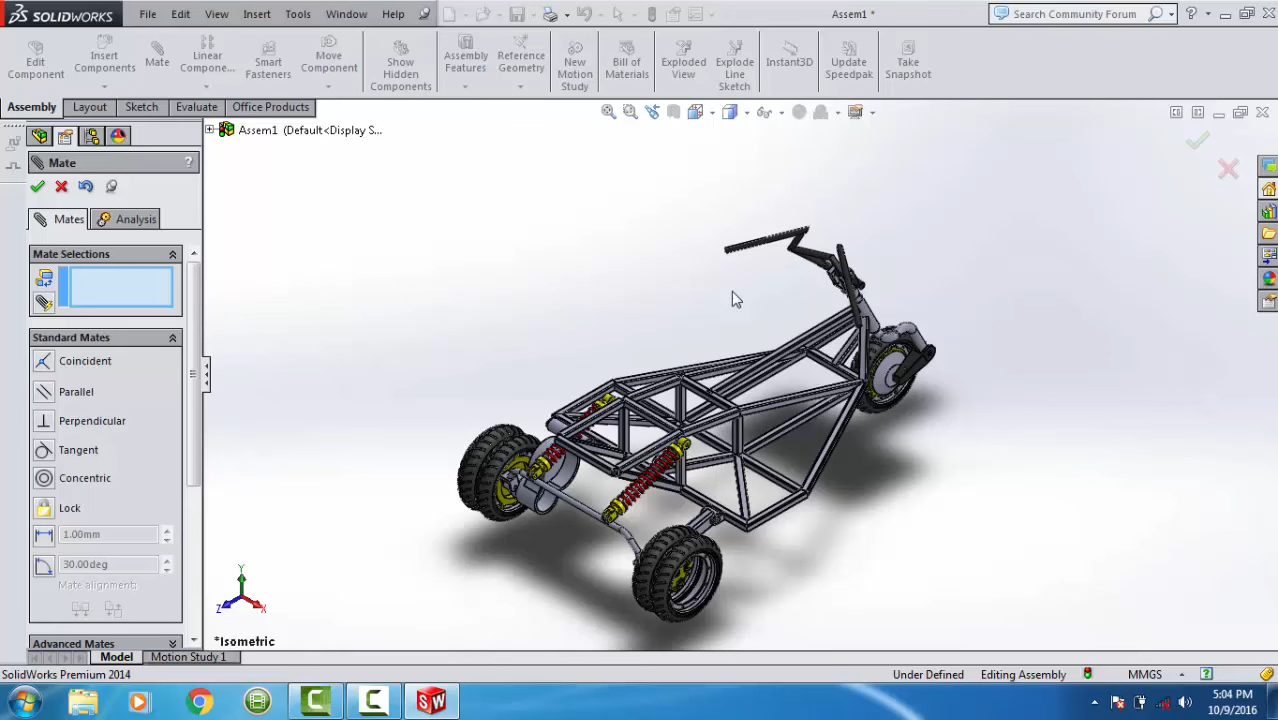 SOLIDWORKS File Edit View Insert Tools Window Help Assem1 * Search Community Forum ?
Edit Component
Insert Components
Mate
Linear Compone...
Smart Fasteners
Move Component
Show Hidden Components
Assembly Features
Reference Geometry
New Motion Study
Bill of Materials
Exploded View
Explode Line Sketch
Instant3D
Update Speedpak
Take Snapshot
Assembly Layout Sketch Evaluate Office Products
Assem1 (Default<Display S...
Mate ?
Mates Analysis
Mate Selections
Standard Mates
Coincident
Parallel
Perpendicular
Tangent
Concentric
Lock
1.00mm
30.00deg
Mate alignment:
Advanced Mates
Y
Z X
*Isometric
Model Motion Study 1
SolidWorks Premium 2014 Under Defined Editing Assembly MMGS ?
SW
5:04 PM
10/9/2016